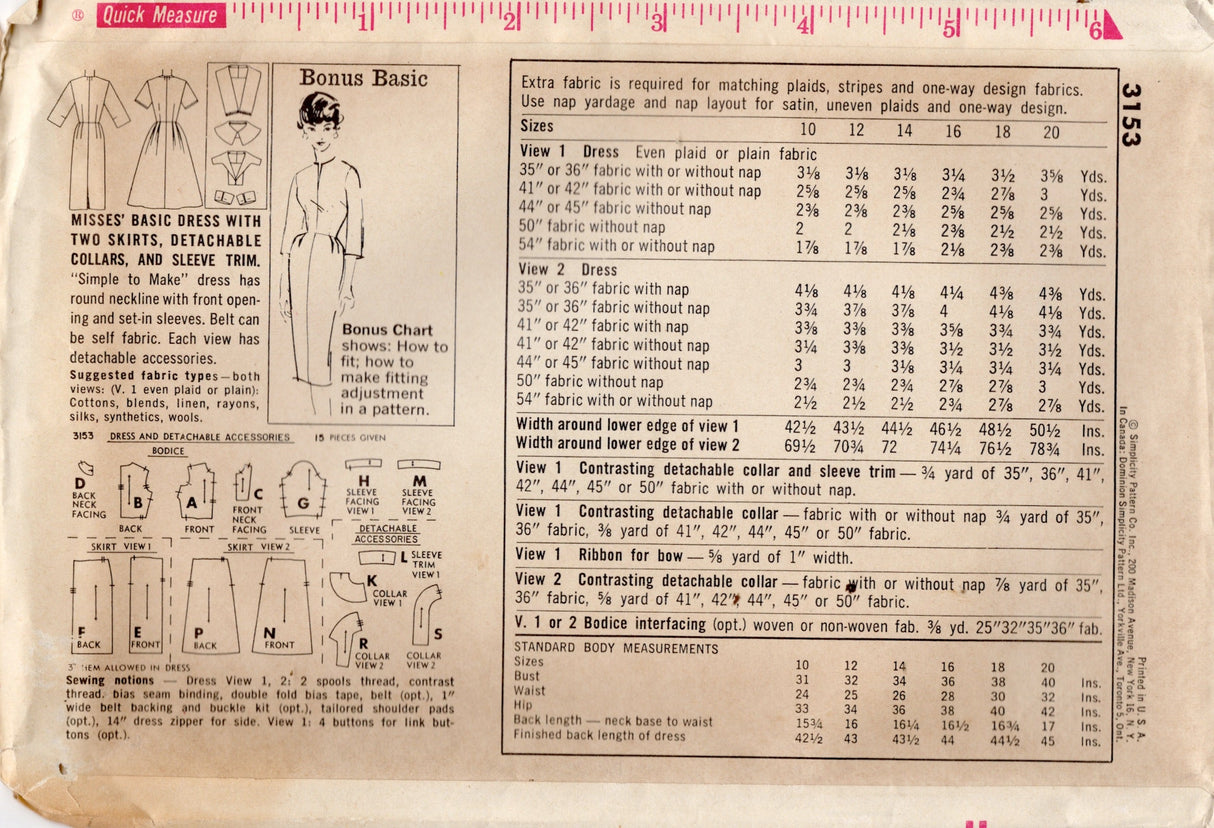 ® Quick Measure 1 2 3 4 5 6
Bonus Basic
MISSES' BASIC DRESS WITH
TWO SKIRTS, DETACHABLE
COLLARS, AND SLEEVE TRIM.
"Simple to Make" dress has
round neckline with front open-
ing and set-in sleeves. Belt can
be self fabric. Each view has
detachable accessories.
Suggested fabric types—both
views: (V. 1 even plaid or plain):
Cottons, blends, linen, rayons,
silks, synthetics, wools.
Bonus Chart
shows: How to
fit; how to
make fitting
adjustment
in a pattern.
3153 DRESS AND DETACHABLE ACCESSORIES 15 PIECES GIVEN
BODICE
D
BACK
NECK
FACING
B
BACK
A
FRONT
C
FRONT
NECK
FACING
G
SLEEVE
H
SLEEVE
FACING
VIEW 1
M
SLEEVE
FACING
VIEW 2
SKIRT VIEW 1
F
BACK
E
FRONT
SKIRT VIEW 2
P
BACK
N
FRONT
DETACHABLE
ACCESSORIES
L SLEEVE
TRIM
VIEW 1
K
COLLAR
VIEW 1
R
COLLAR
VIEW 2
S
COLLAR
VIEW 2
3" HEM ALLOWED IN DRESS
Sewing notions — Dress View 1, 2: 2 spools thread, contrast
thread, bias seam binding, double fold bias tape, belt (opt.), 1"
wide belt backing and buckle kit (opt.), tailored shoulder pads
(opt.), 14" dress zipper for side. View 1: 4 buttons for link but-
tons (opt.).
Extra fabric is required for matching plaids, stripes and one-way design fabrics.
Use nap yardage and nap layout for satin, uneven plaids and one-way design.
Sizes 10 12 14 16 18 20
View 1 Dress Even plaid or plain fabric
35" or 36" fabric with or without nap 3⅛ 3⅛ 3⅛ 3¼ 3½ 3⅝ Yds.
41" or 42" fabric with or without nap 2⅝ 2⅝ 2⅝ 2¾ 2⅞ 3 Yds.
44" or 45" fabric without nap 2⅜ 2⅜ 2⅜ 2⅝ 2⅝ 2⅝ Yds.
50" fabric without nap 2 2 2⅛ 2⅜ 2½ 2½ Yds.
54" fabric with or without nap 1⅞ 1⅞ 1⅞ 2⅛ 2⅜ 2⅜ Yds.
View 2 Dress
35" or 36" fabric with nap 4⅛ 4⅛ 4⅛ 4¼ 4⅜ 4⅜ Yds.
35" or 36" fabric without nap 3¾ 3⅞ 3⅞ 4 4⅛ 4⅛ Yds.
41" or 42" fabric with nap 3⅜ 3⅜ 3⅜ 3⅝ 3¾ 3¾ Yds.
41" or 42" fabric without nap 3¼ 3⅜ 3⅜ 3½ 3½ 3½ Yds.
44" or 45" fabric without nap 3 3 3⅛ 3¼ 3¼ 3¼ Yds.
50" fabric without nap 2¾ 2¾ 2¾ 2⅞ 2⅞ 3 Yds.
54" fabric with or without nap 2½ 2½ 2½ 2¾ 2⅞ 2⅞ Yds.
Width around lower edge of view 1 42½ 43½ 44½ 46½ 48½ 50½ Ins.
Width around lower edge of view 2 69½ 70¾ 72 74¼ 76½ 78¾ Ins.
View 1 Contrasting detachable collar and sleeve trim — ¾ yard of 35", 36", 41",
42", 44", 45" or 50" fabric with or without nap.
View 1 Contrasting detachable collar — fabric with or without nap ¾ yard of 35",
36" fabric, ⅜ yard of 41", 42", 44", 45" or 50" fabric.
View 1 Ribbon for bow — ⅝ yard of 1" width.
View 2 Contrasting detachable collar — fabric with or without nap ⅞ yard of 35",
36" fabric, ⅝ yard of 41", 42", 44", 45" or 50" fabric.
V. 1 or 2 Bodice interfacing (opt.) woven or non-woven fab. ⅜ yd. 25"32"35"36" fab.
STANDARD BODY MEASUREMENTS
Sizes 10 12 14 16 18 20
Bust 31 32 34 36 38 40 Ins.
Waist 24 25 26 28 30 32 Ins.
Hip 33 34 36 38 40 42 Ins.
Back length — neck base to waist 15¾ 16 16¼ 16½ 16¾ 17 Ins.
Finished back length of dress 42½ 43 43½ 44 44½ 45 Ins.
3153
© Simplicity Pattern Co. Inc., 200 Madison Avenue, New York 16, N. Y.
In Canada: Dominion Simplicity Pattern Ltd., Yorkville Ave., Toronto 5, Ont.
Printed in U. S. A.